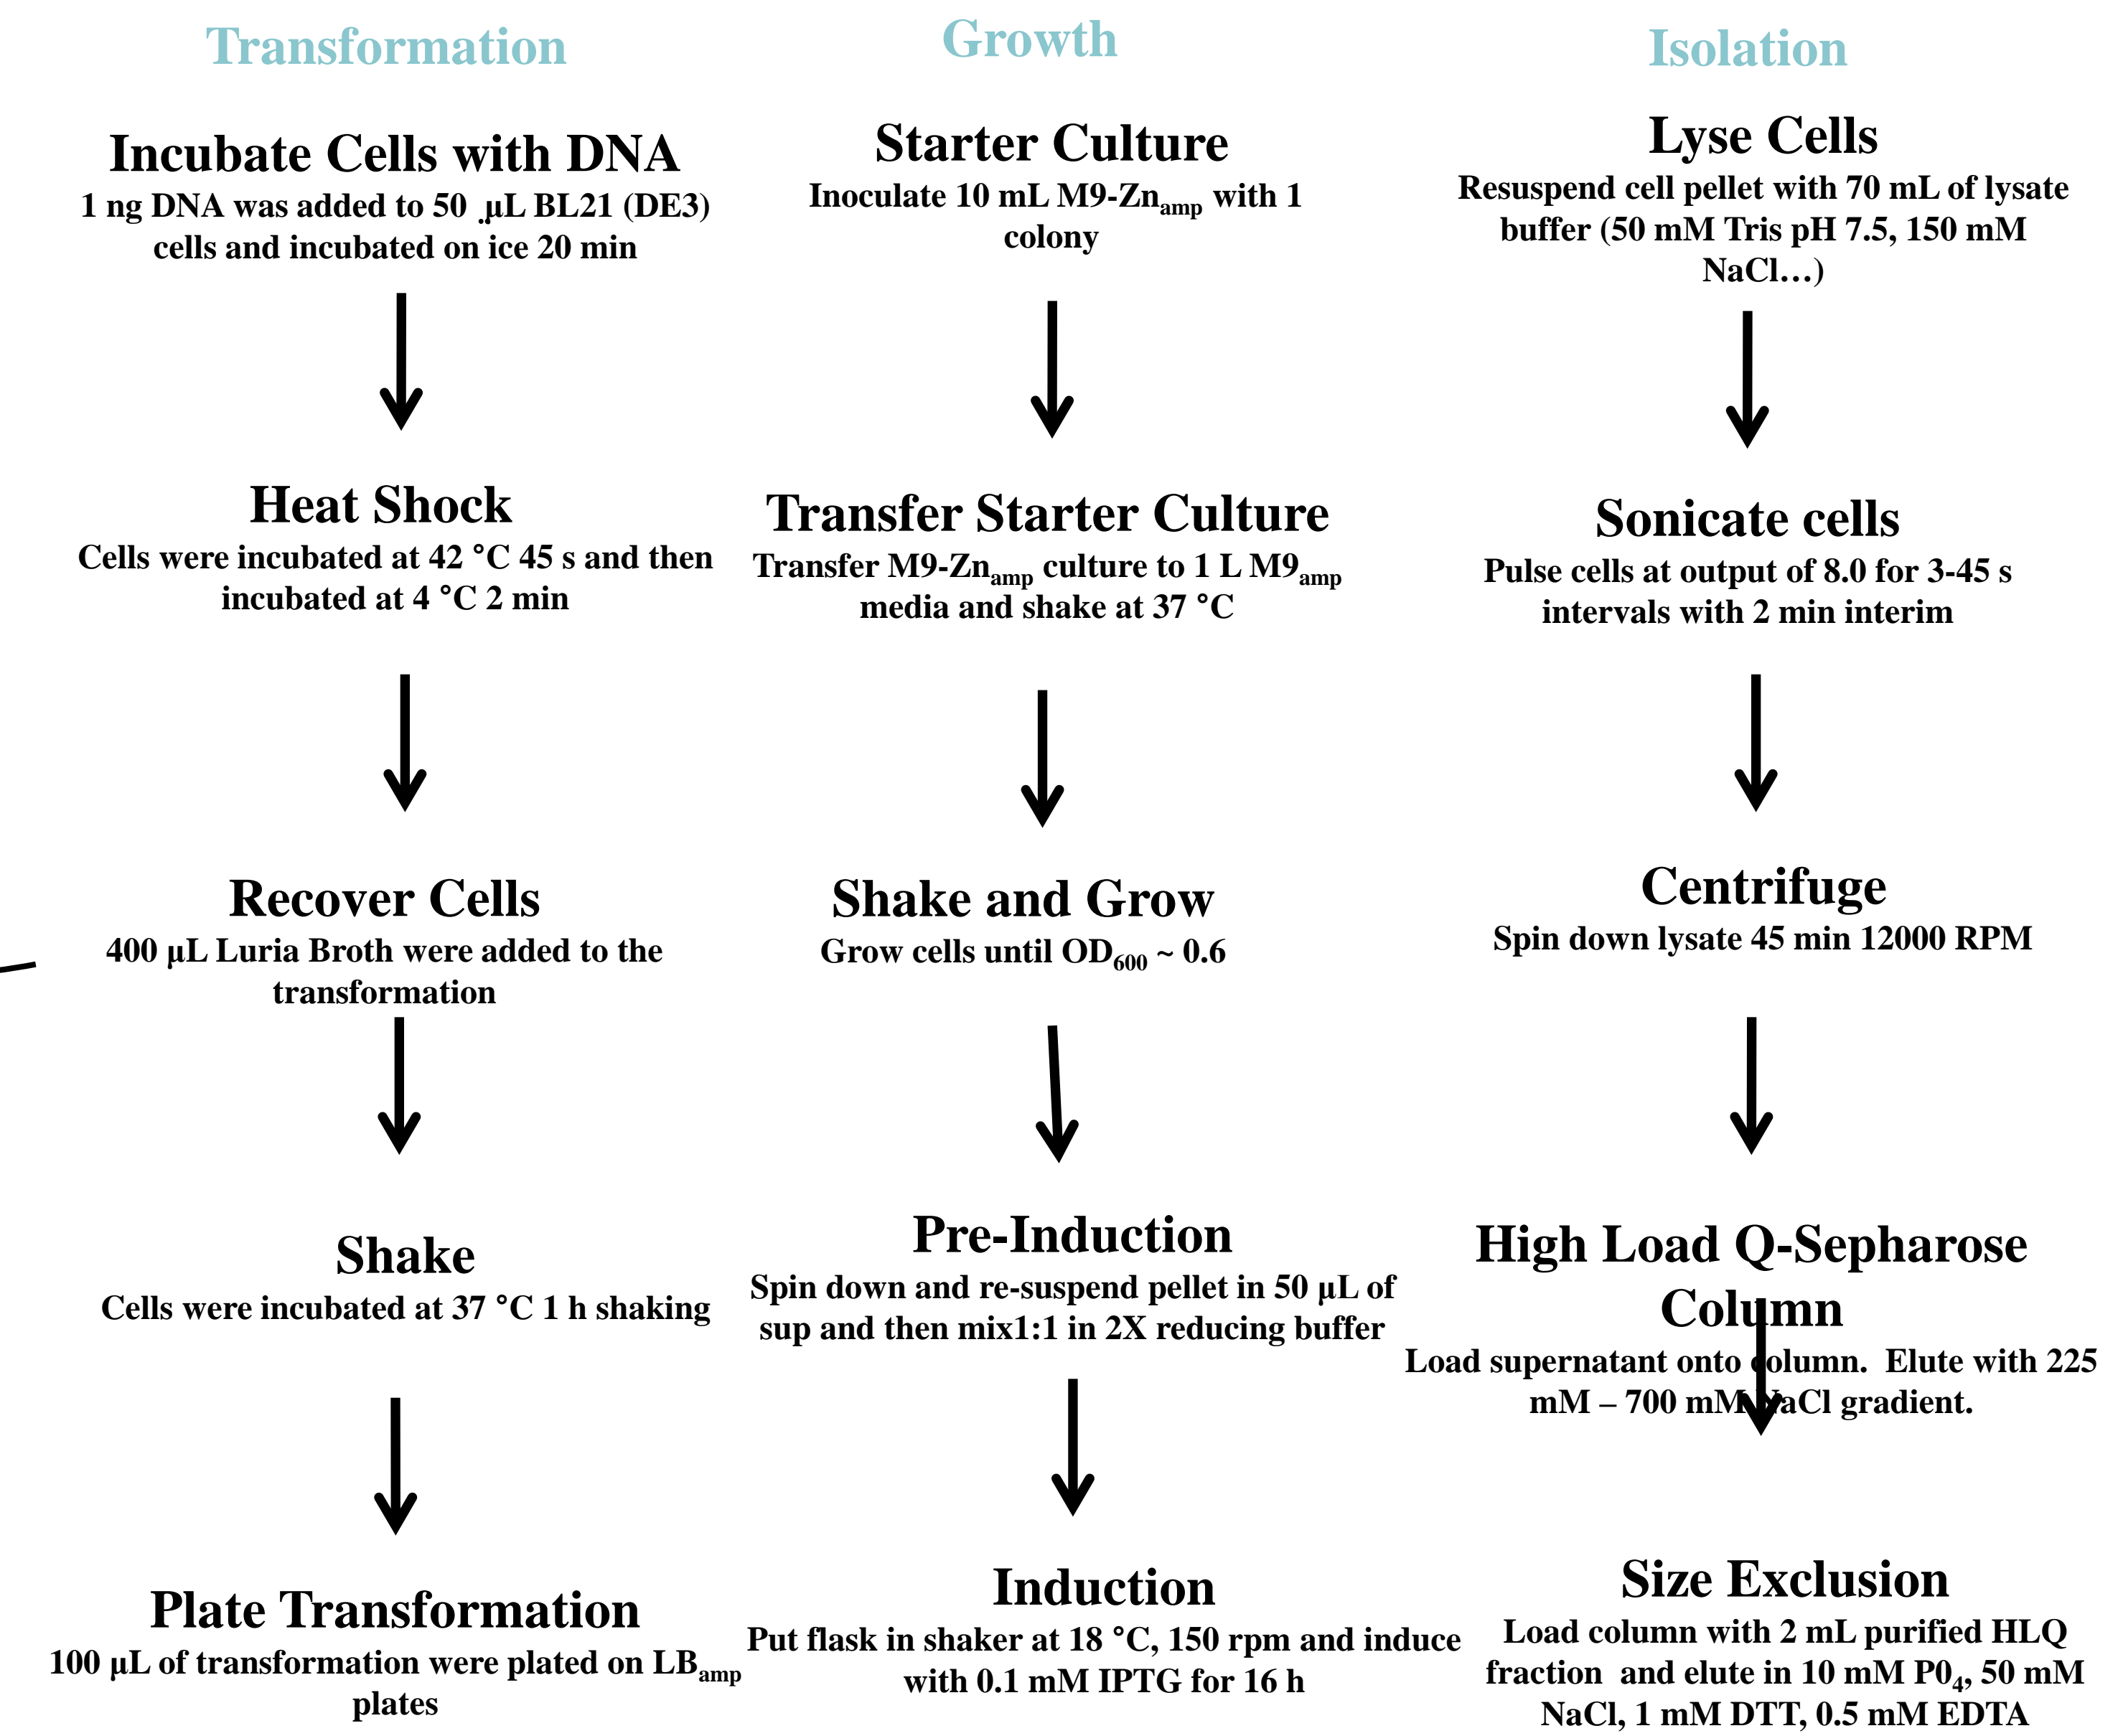 Transformation
Incubate Cells with DNA
1 ng DNA was added to 50 µL BL21 (DE3)
cells and incubated on ice 20 min
Heat Shock
Cells were incubated at 42 °C 45 s and then
incubated at 4 °C 2 min
Recover Cells
400 µL Luria Broth were added to the
transformation
Shake
Cells were incubated at 37 °C 1 h shaking
Plate Transformation
100 µL of transformation were plated on LBamp
plates
Growth
Starter Culture
Inoculate 10 mL M9-Znamp with 1
colony
Transfer Starter Culture
Transfer M9-Znamp culture to 1 L M9amp
media and shake at 37 °C
Shake and Grow
Grow cells until OD600 ~ 0.6
Pre-Induction
Spin down and re-suspend pellet in 50 µL of
sup and then mix1:1 in 2X reducing buffer
Induction
Put flask in shaker at 18 °C, 150 rpm and induce
with 0.1 mM IPTG for 16 h
Isolation
Lyse Cells
Resuspend cell pellet with 70 mL of lysate
buffer (50 mM Tris pH 7.5, 150 mM
NaCl…)
Sonicate cells
Pulse cells at output of 8.0 for 3-45 s
intervals with 2 min interim
Centrifuge
Spin down lysate 45 min 12000 RPM
High Load Q-Sepharose
Column
Load supernatant onto column. Elute with 225
mM – 700 mM NaCl gradient.
Size Exclusion
Load column with 2 mL purified HLQ
fraction and elute in 10 mM P04, 50 mM
NaCl, 1 mM DTT, 0.5 mM EDTA